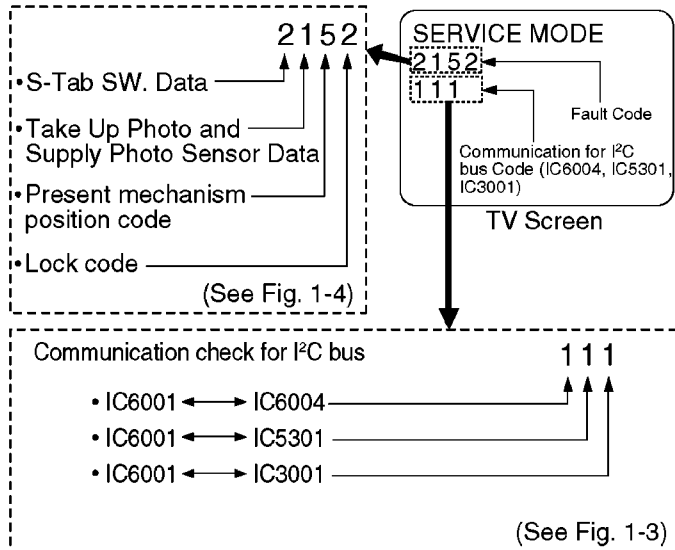 2152
• S-Tab SW. Data
• Take Up Photo and
Supply Photo Sensor Data
• Present mechanism
position code
• Lock code
(See Fig. 1-4)
SERVICE MODE
2152
111
Fault Code
Communication for I²C
bus Code (IC6004, IC5301,
IC3001)
TV Screen
Communication check for I²C bus
111
• IC6001 ↔ IC6004
• IC6001 ↔ IC5301
• IC6001 ↔ IC3001
(See Fig. 1-3)